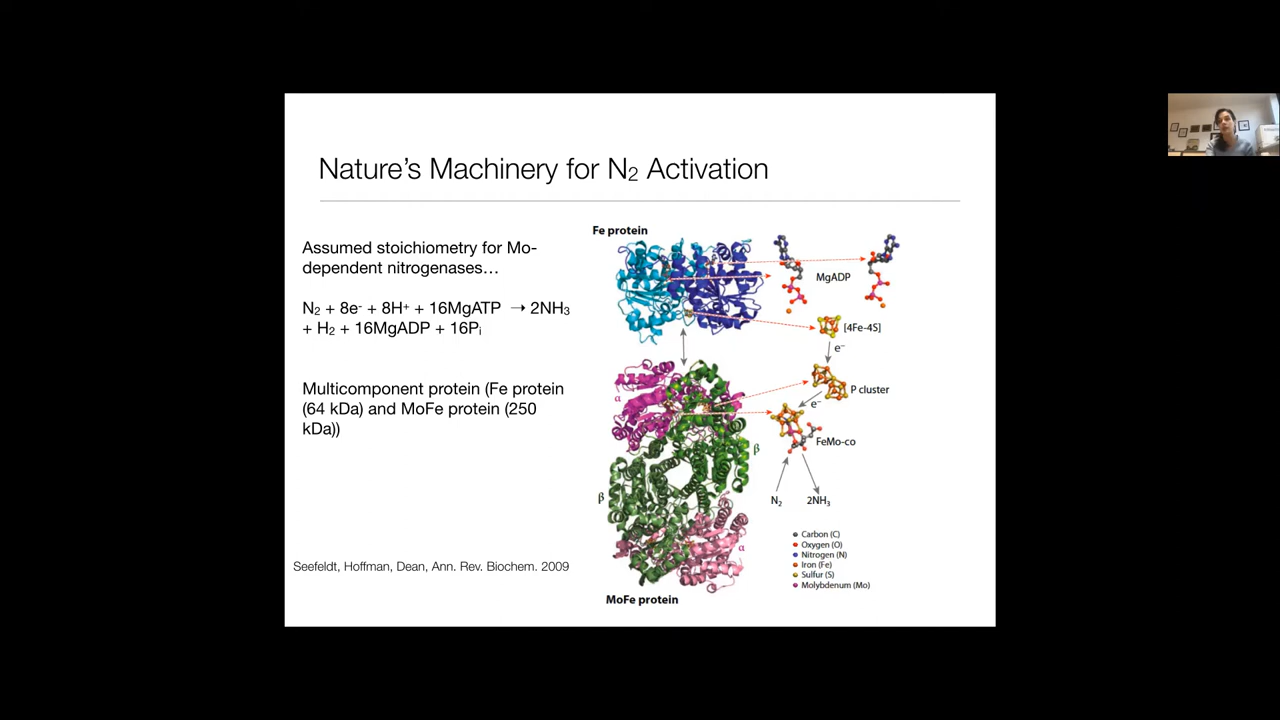 Nature's Machinery for N₂ Activation
Assumed stoichiometry for Mo-
dependent nitrogenases…
N₂ + 8e⁻ + 8H⁺ + 16MgATP → 2NH₃
+ H₂ + 16MgADP + 16Pᵢ
Multicomponent protein (Fe protein
(64 kDa) and MoFe protein (250
kDa))
Seefeldt, Hoffman, Dean, Ann. Rev. Biochem. 2009
Fe protein
MgADP
[4Fe-4S]
e⁻
α
P cluster
e⁻
FeMo-co
β
β
N₂ 2NH₃
α
Carbon (C)
Oxygen (O)
Nitrogen (N)
Iron (Fe)
Sulfur (S)
Molybdenum (Mo)
MoFe protein